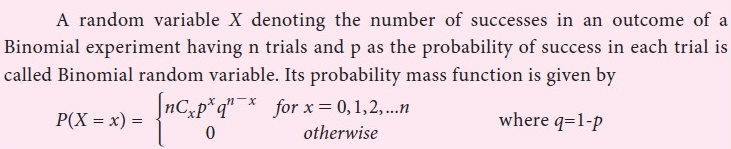 A random variable X denoting the number of successes in an outcome of a
Binomial experiment having n trials and p as the probability of success in each trial is
called Binomial random variable. Its probability mass function is given by
P(X = x) = { nCₓpˣqⁿ⁻ˣ for x = 0,1,2,...n
0 otherwise where q=1-p